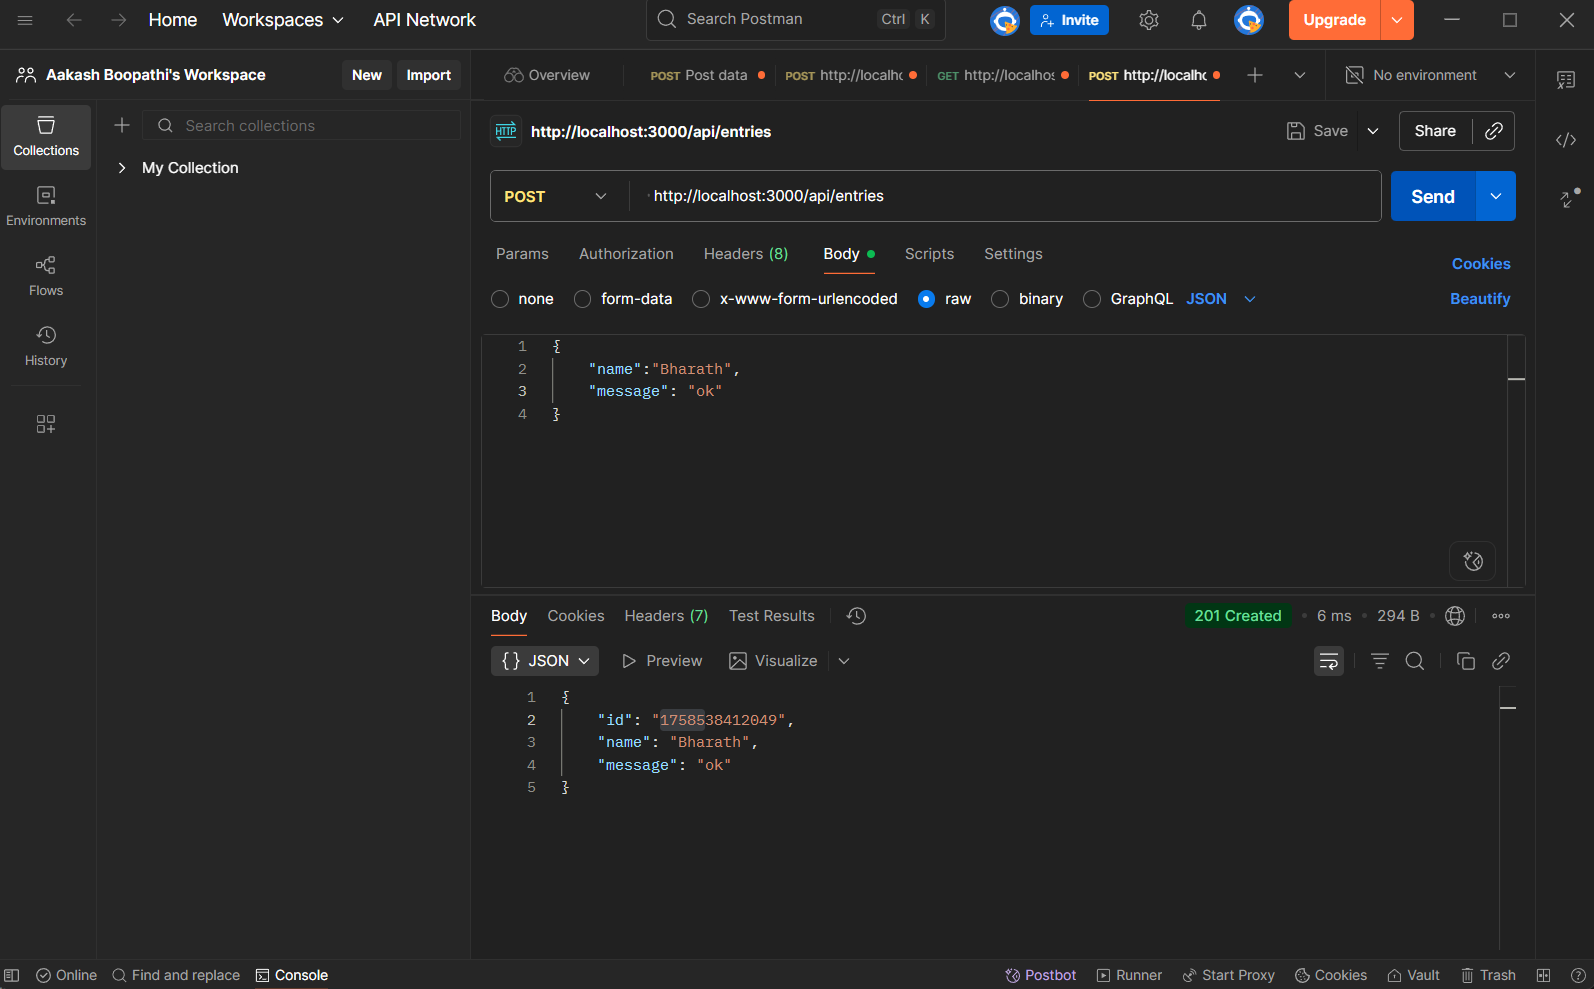 Home Workspaces API Network Search Postman Ctrl K Invite Upgrade
Aakash Boopathi's Workspace New Import
Overview POST Post data POST http://localhc GET http://localhos POST http://localhc No environment
Collections
Environments
Flows
History
Search collections
My Collection
HTTP http://localhost:3000/api/entries Save Share
POST http://localhost:3000/api/entries Send
Params Authorization Headers (8) Body Scripts Settings Cookies
none form-data x-www-form-urlencoded raw binary GraphQL JSON Beautify
1 {
2 "name":"Bharath",
3 "message": "ok"
4 }
Body Cookies Headers (7) Test Results 201 Created 6 ms 294 B
{} JSON Preview Visualize
1 {
2 "id": "1758538412049",
3 "name": "Bharath",
4 "message": "ok"
5 }
Online Find and replace Console Postbot Runner Start Proxy Cookies Vault Trash